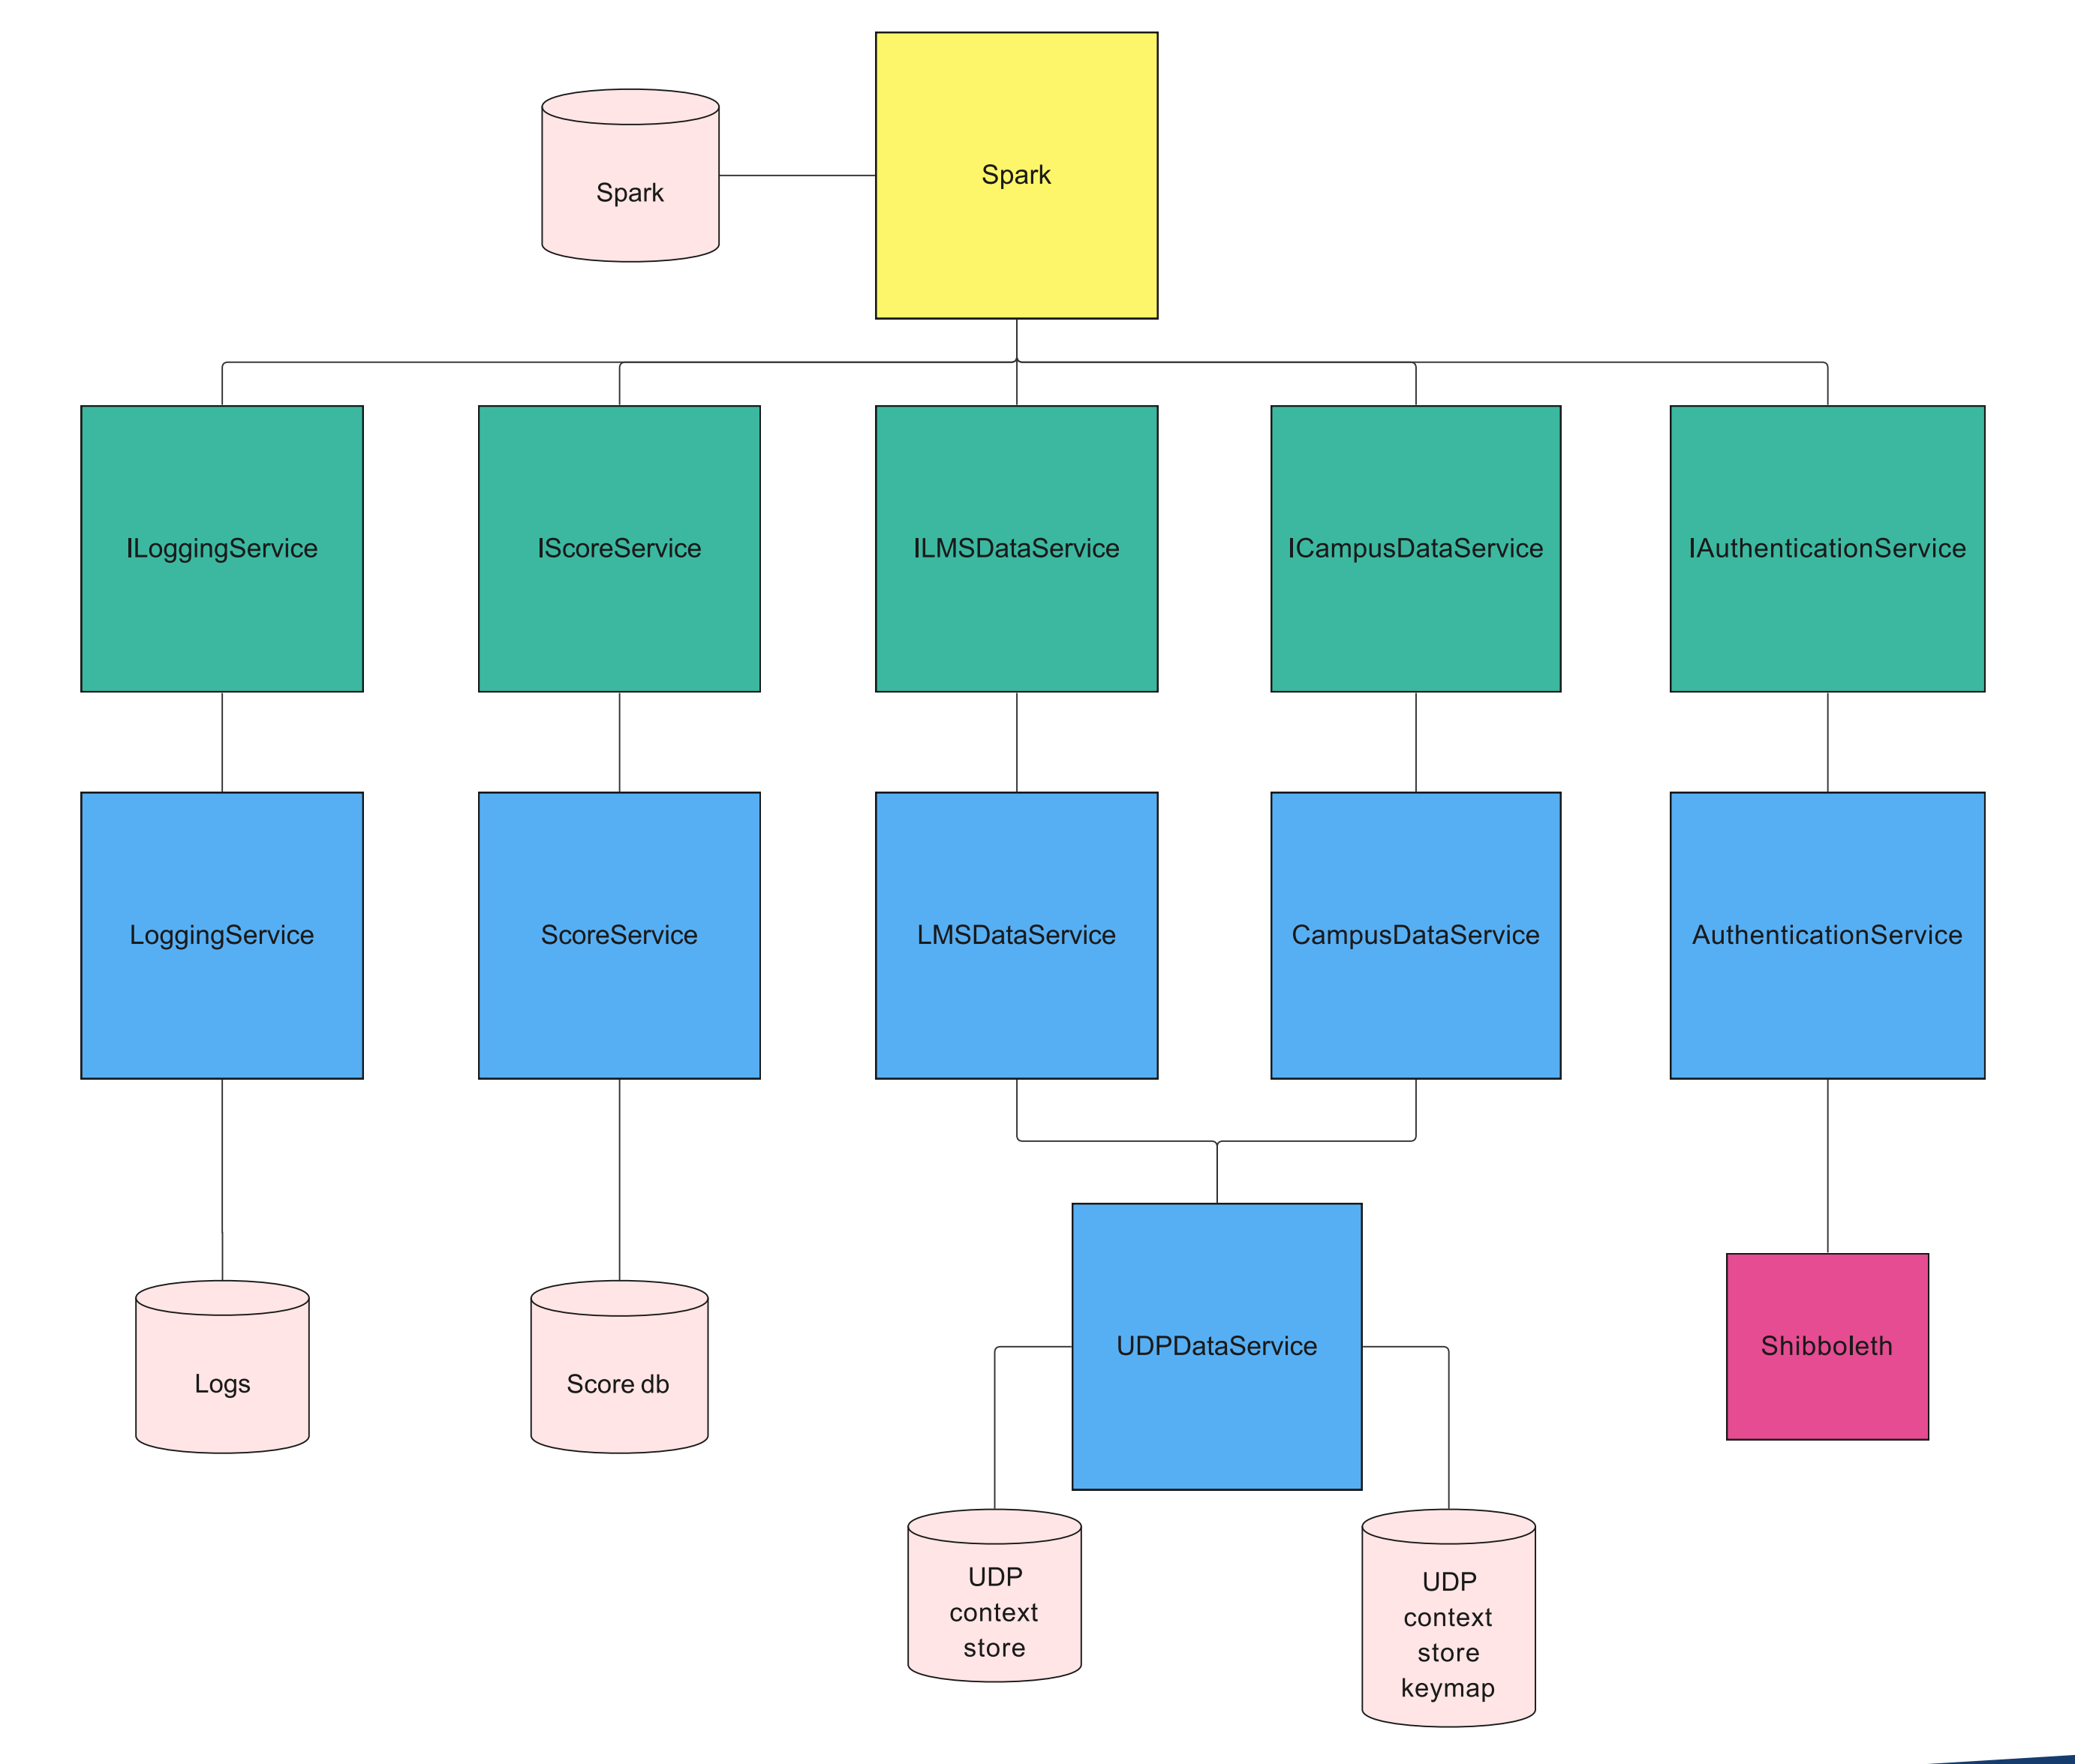 Spark
Spark
ILoggingService
IScoreService
ILMSDataService
ICampusDataService
IAuthenticationService
LoggingService
ScoreService
LMSDataService
CampusDataService
AuthenticationService
UDPDataService
Shibboleth
Logs
Score db
UDP
context
store
UDP
context
store
keymap